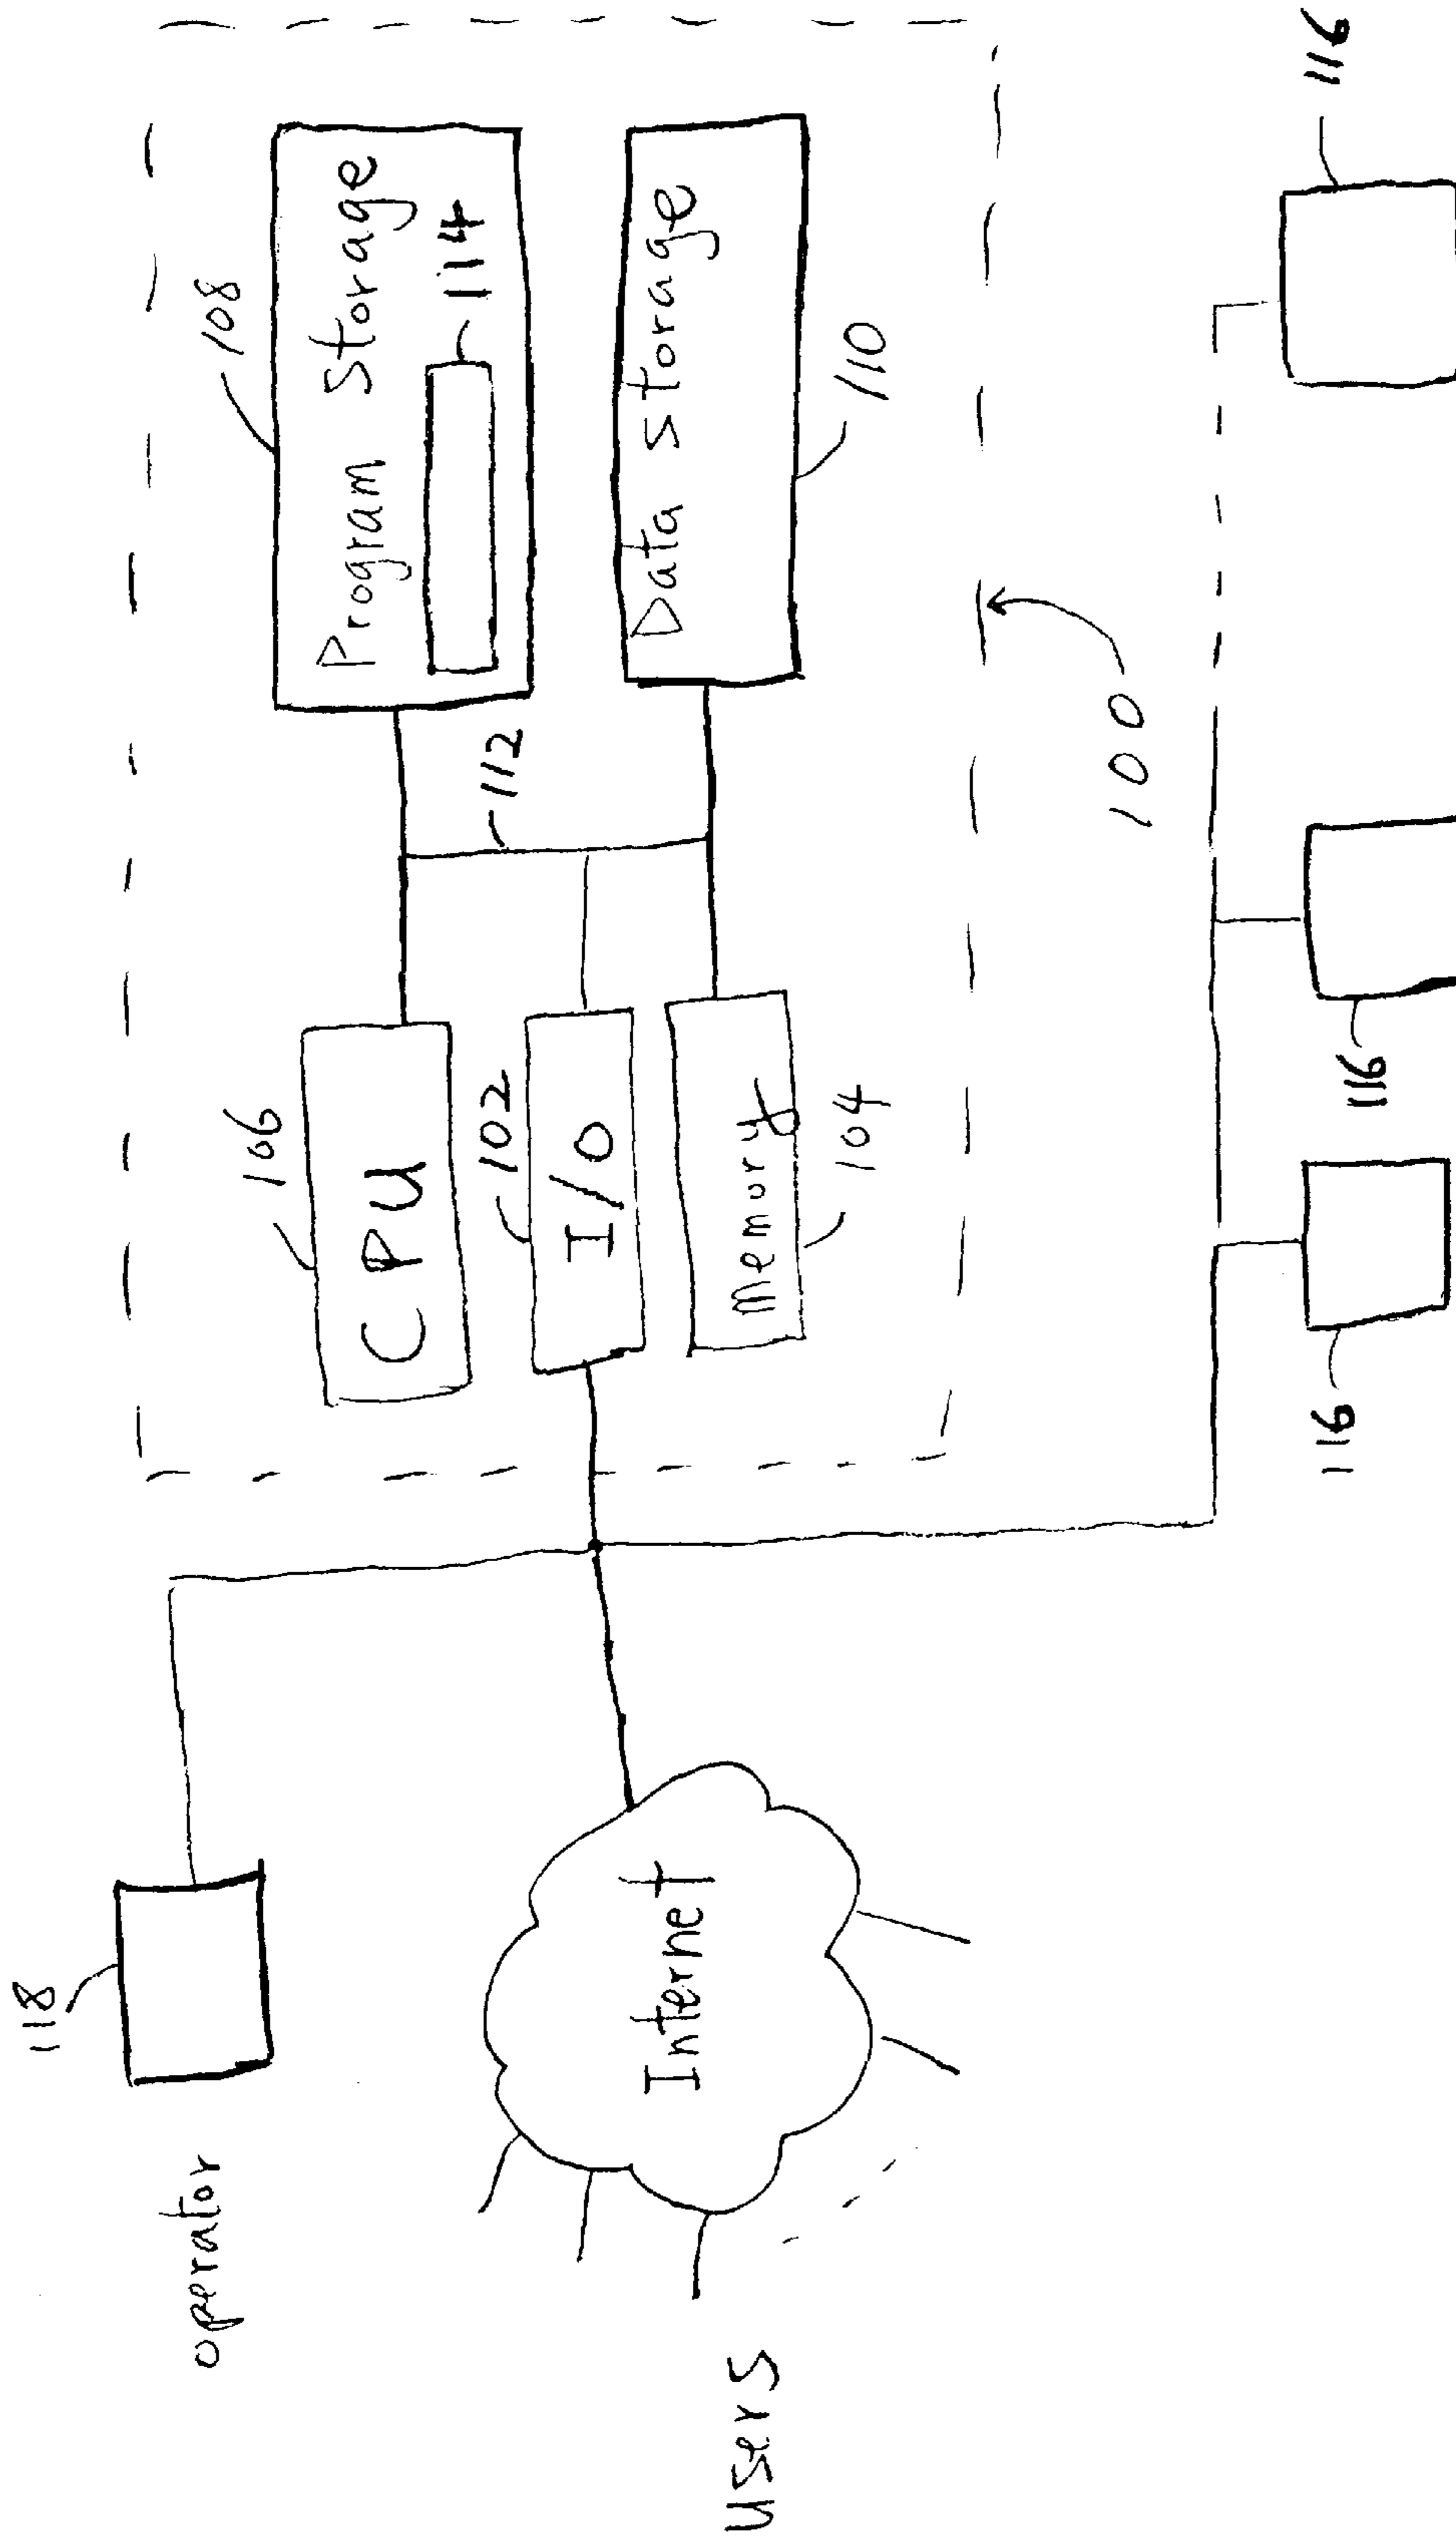 118
operator
Users
Internet
106
CPU
102
I/O
Memory
104
112
108
Program Storage
114
Data Storage
110
100
116
116
116